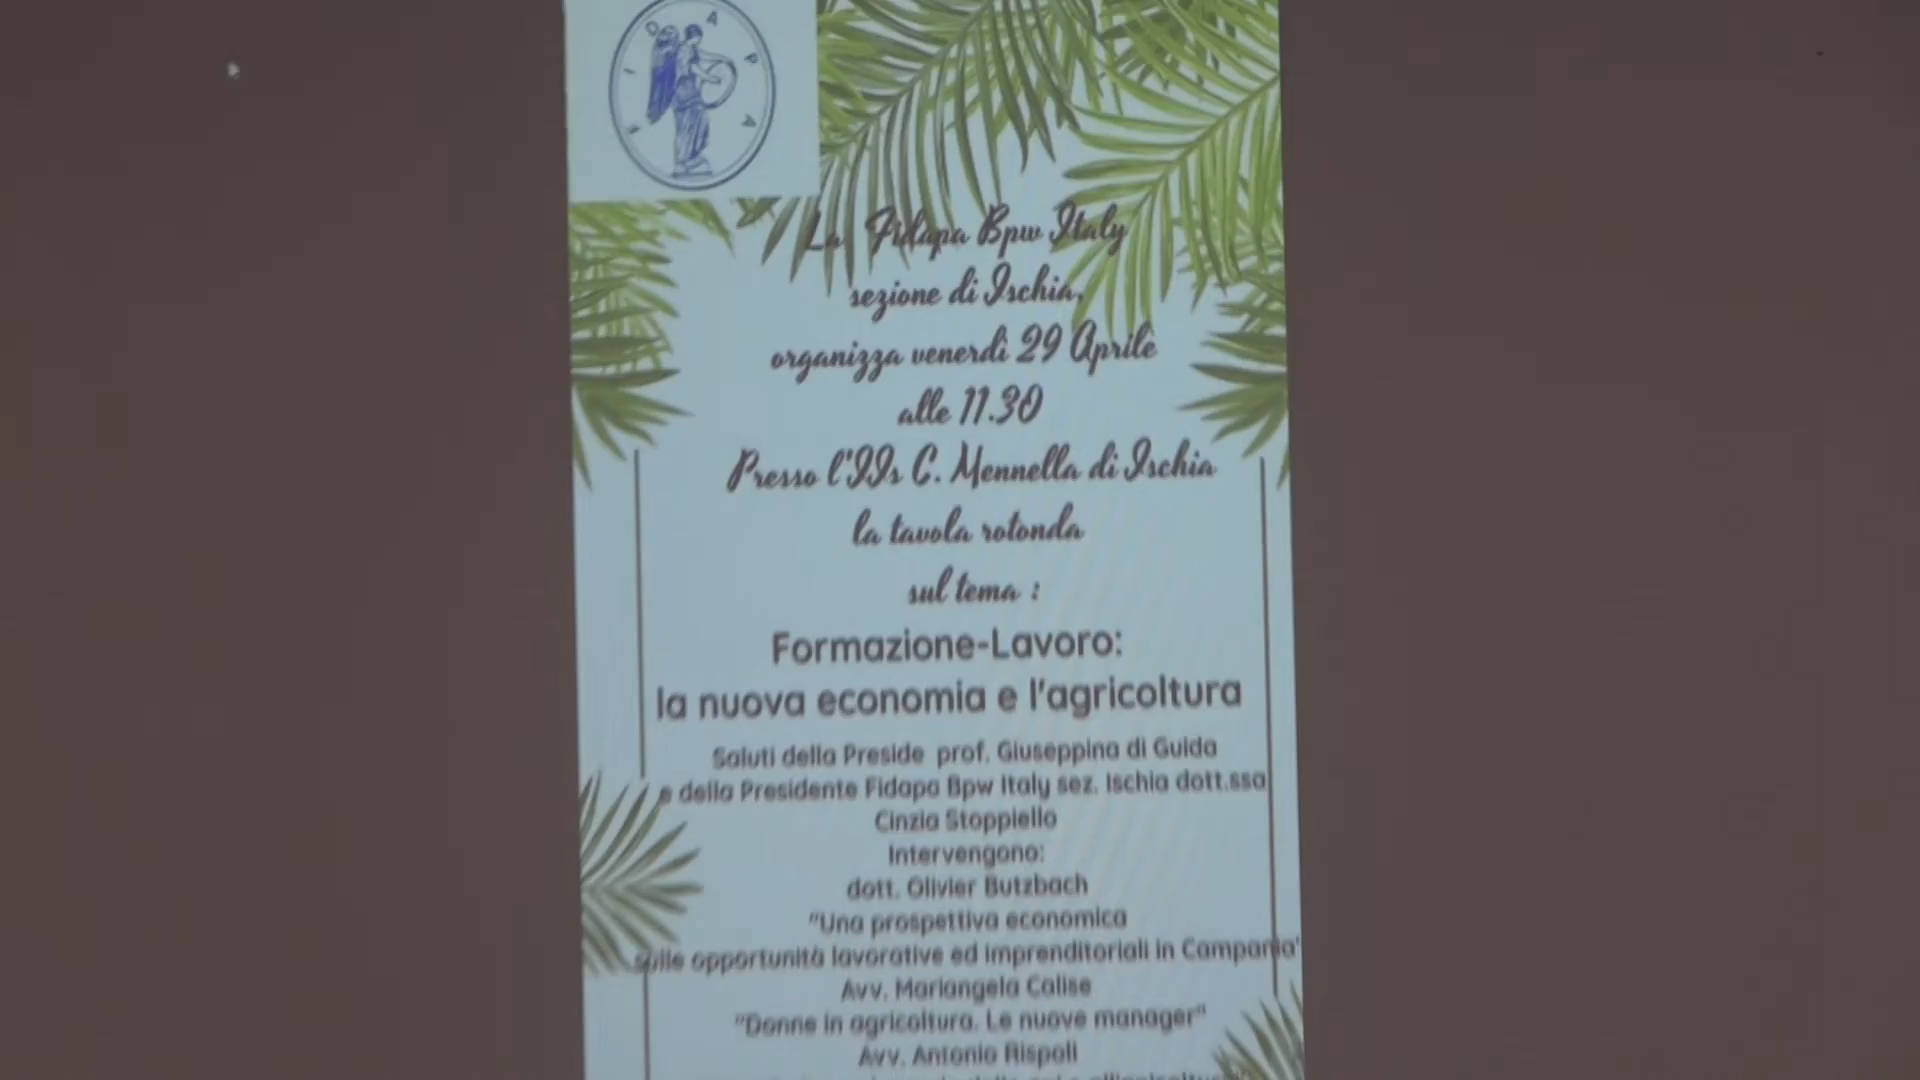 F I D A P A
La Fidapa Bpw Italy
sezione di Ischia,
organizza venerdì 29 Aprile
alle 11.30
Presso l'IIs C. Mennella di Ischia
la tavola rotonda
sul tema :
Formazione-Lavoro:
la nuova economia e l'agricoltura
Saluti della Preside prof. Giuseppina di Guida
e della Presidente Fidapa Bpw Italy sez. Ischia dott.ssa
Cinzia Stoppiello
Intervengono:
dott. Olivier Butzbach
"Una prospettiva economica
sulle opportunità lavorative ed imprenditoriali in Campania"
Avv. Mariangela Calise
"Donne in agricoltura. Le nuove manager"
Avv. Antonio Rispoli